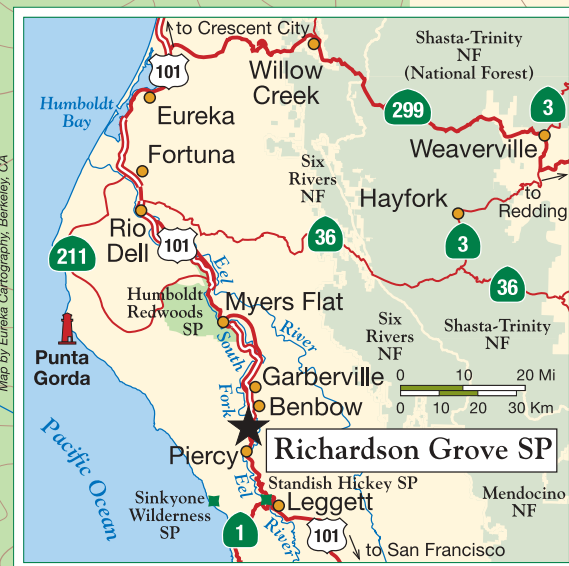 to Crescent City
Shasta-Trinity
NF
(National Forest)
101
Willow
Creek
Humboldt
Bay
Eureka
299
3
Weaverville
Fortuna
Six
Rivers
NF
Hayfork
to
Redding
Rio
Dell
101
36
3
211
Eel
36
Humboldt
Redwoods
SP
Myers Flat
River
South
Fork
Six
Rivers
NF
Shasta-Trinity
NF
Punta
Gorda
Garberville
0 10 20 Mi
0 10 20 30 Km
Benbow
Richardson Grove SP
Piercy
Pacific Ocean
Eel
River
Standish Hickey SP
Sinkyone
Wilderness
SP
Leggett
Mendocino
NF
1
101
to San Francisco
Map by Eureka Cartography, Berkeley, CA